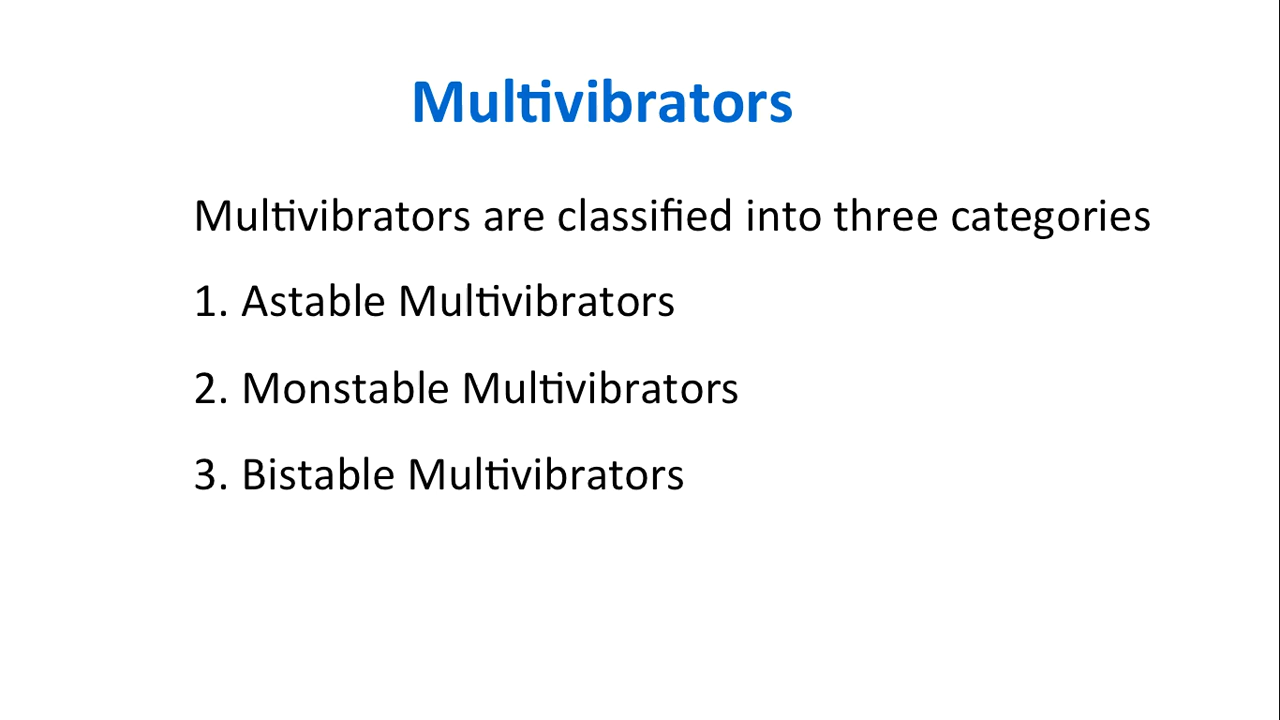 Multivibrators
Multivibrators are classified into three categories
1. Astable Multivibrators
2. Monstable Multivibrators
3. Bistable Multivibrators